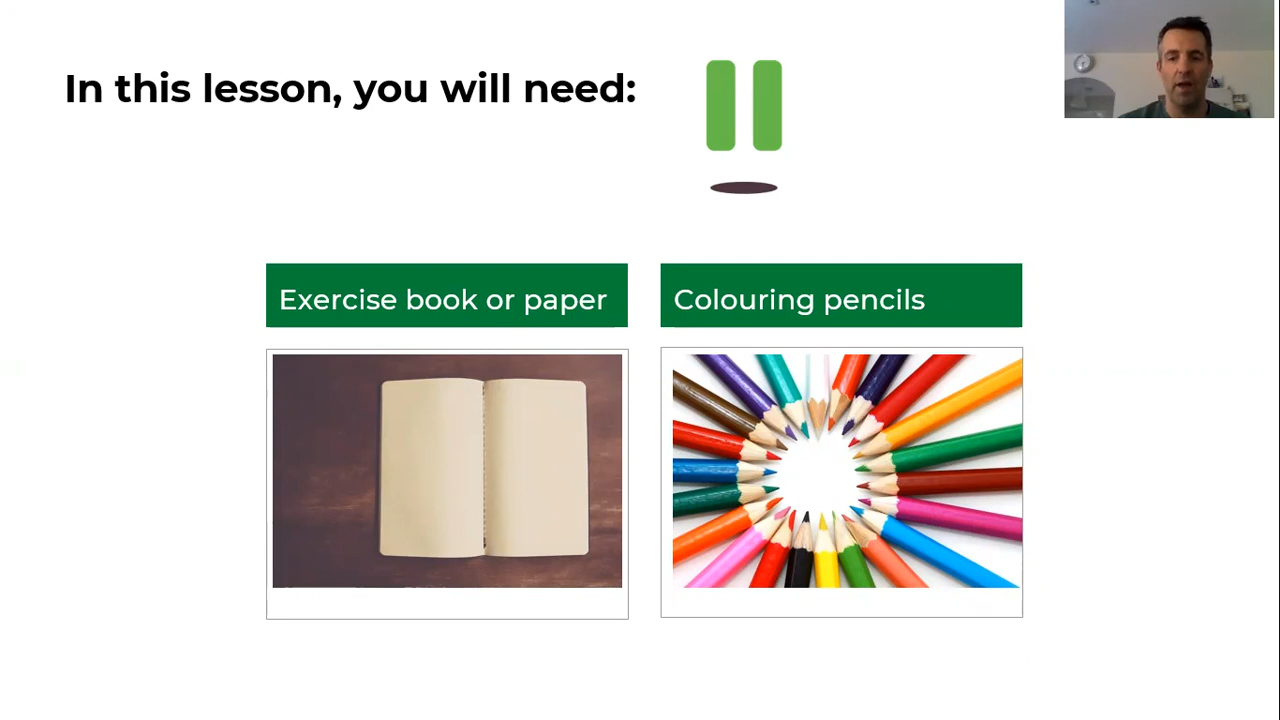 In this lesson, you will need:
Exercise book or paper
Colouring pencils